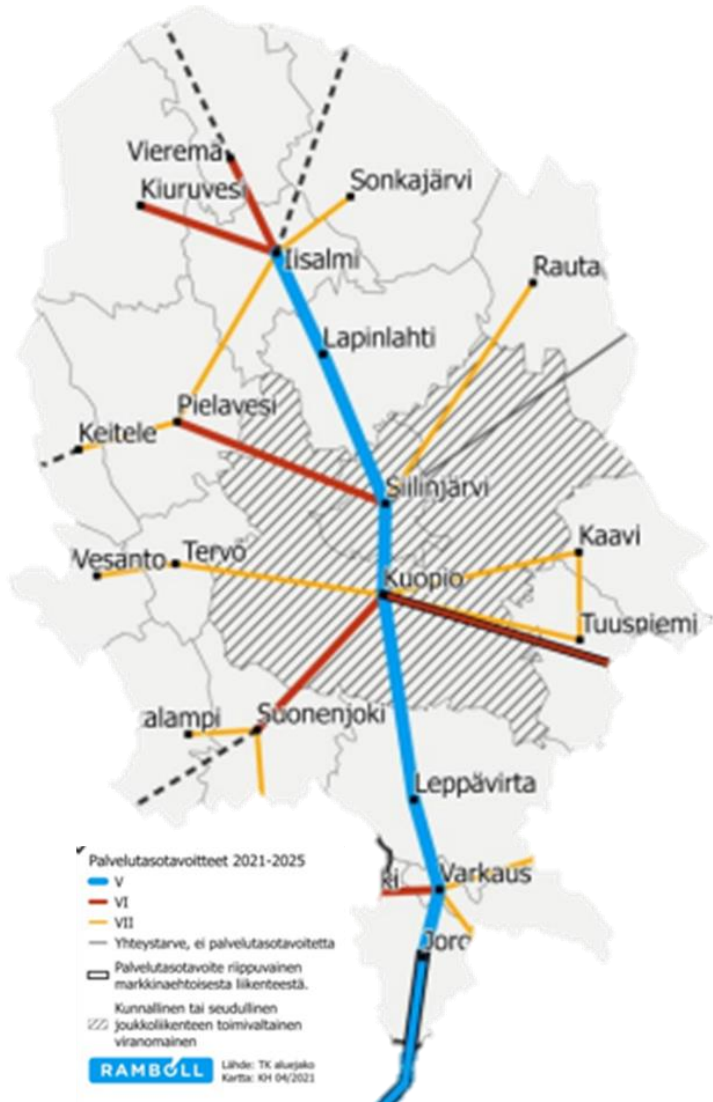 Vieremä
Kiuruvesi
Sonkajärvi
Iisalmi
Rauta
Lapinlahti
Pielavesi
Keitele
Siilinjärvi
Kaavi
Vesanto
Tervo
Kuopio
Tuusniemi
alampi
Suonenjoki
Leppävirta
Varkaus
ki
Joro
Palvelutasotavoitteet 2021-2025
V
VI
VII
Yhteystarve, ei palvelutasotavoitetta
Palvelutasotavoite riippuvainen
markkinaehtoisesta liikenteestä.
Kunnallinen tai seudullinen
joukkoliikenteen toimivaltainen
viranomainen
RAMBOLL
Lähde: TK aluejako
Kartta: KH 04/2021